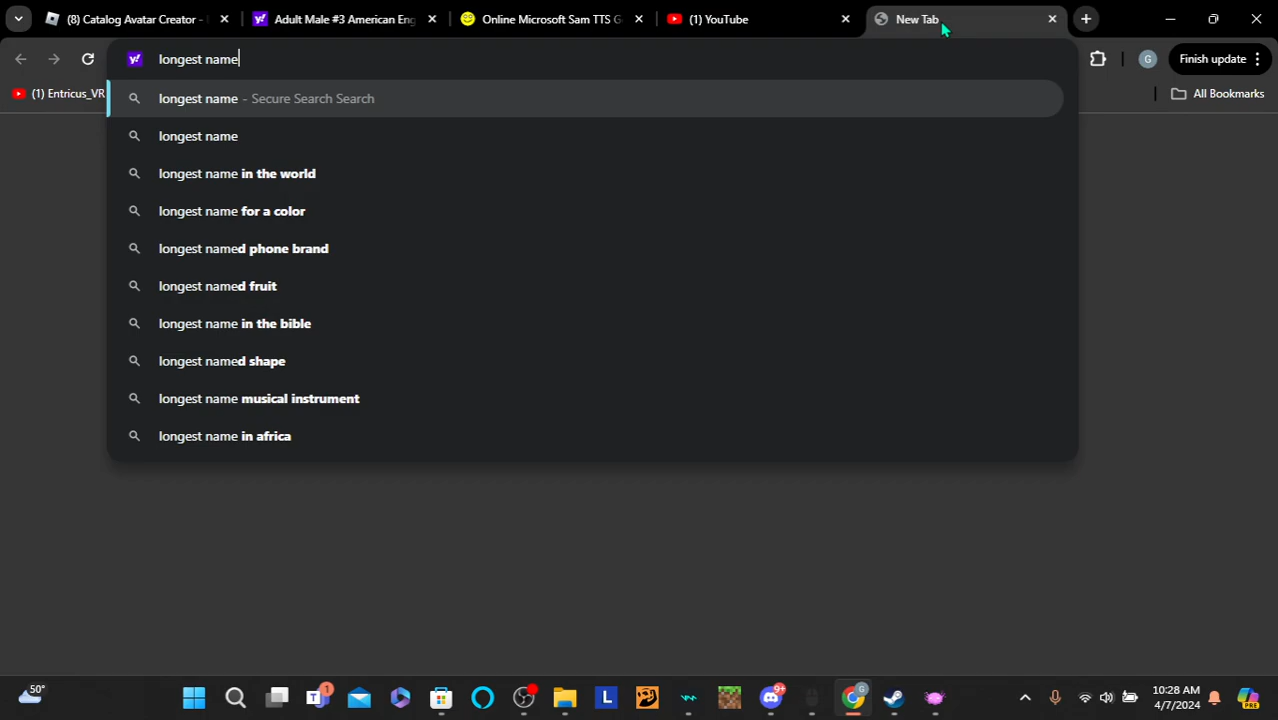 (8) Catalog Avatar Creator -
Adult Male #3 American Eng
Online Microsoft Sam TTS G
(1) YouTube
New Tab
y! longest name
G
Finish update
(1) Entricus_VR
All Bookmarks
longest name - Secure Search Search
longest name
longest name in the world
longest name for a color
longest named phone brand
longest named fruit
longest name in the bible
longest named shape
longest name musical instrument
longest name in africa
50°
1
L
9+
G
10:28 AM
4/7/2024
PRE